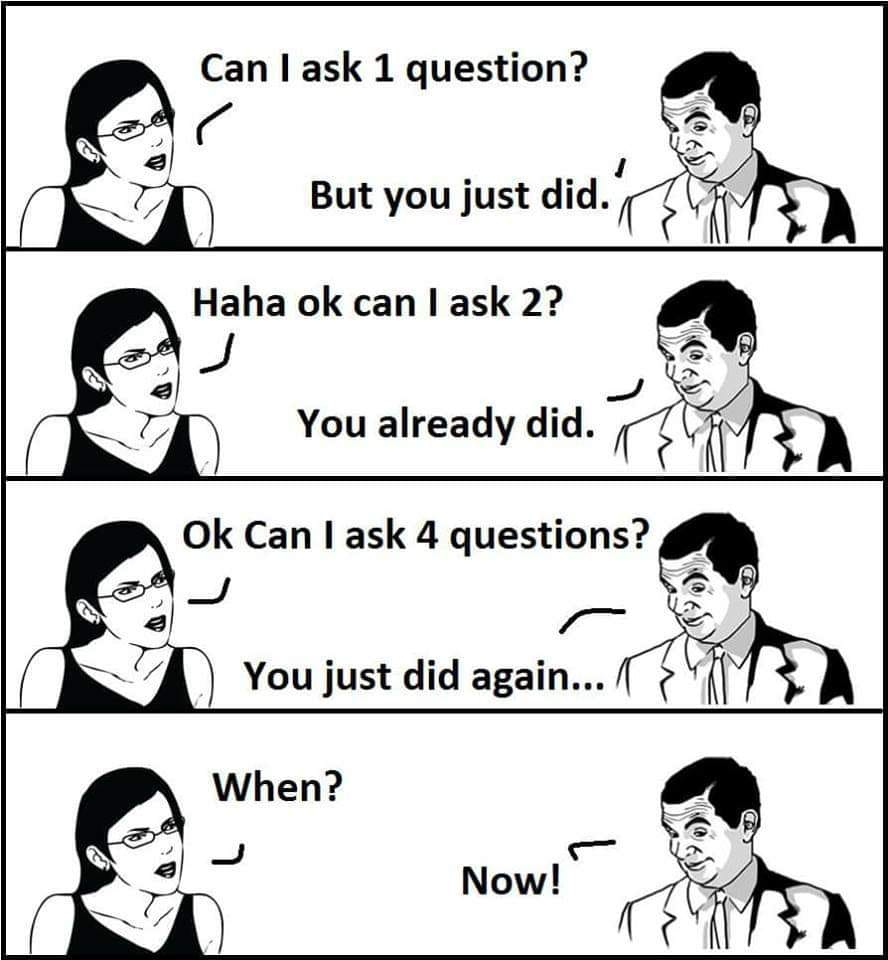 Can I ask 1 question?
But you just did.
Haha ok can I ask 2?
You already did.
Ok Can I ask 4 questions?
You just did again...
When?
Now!